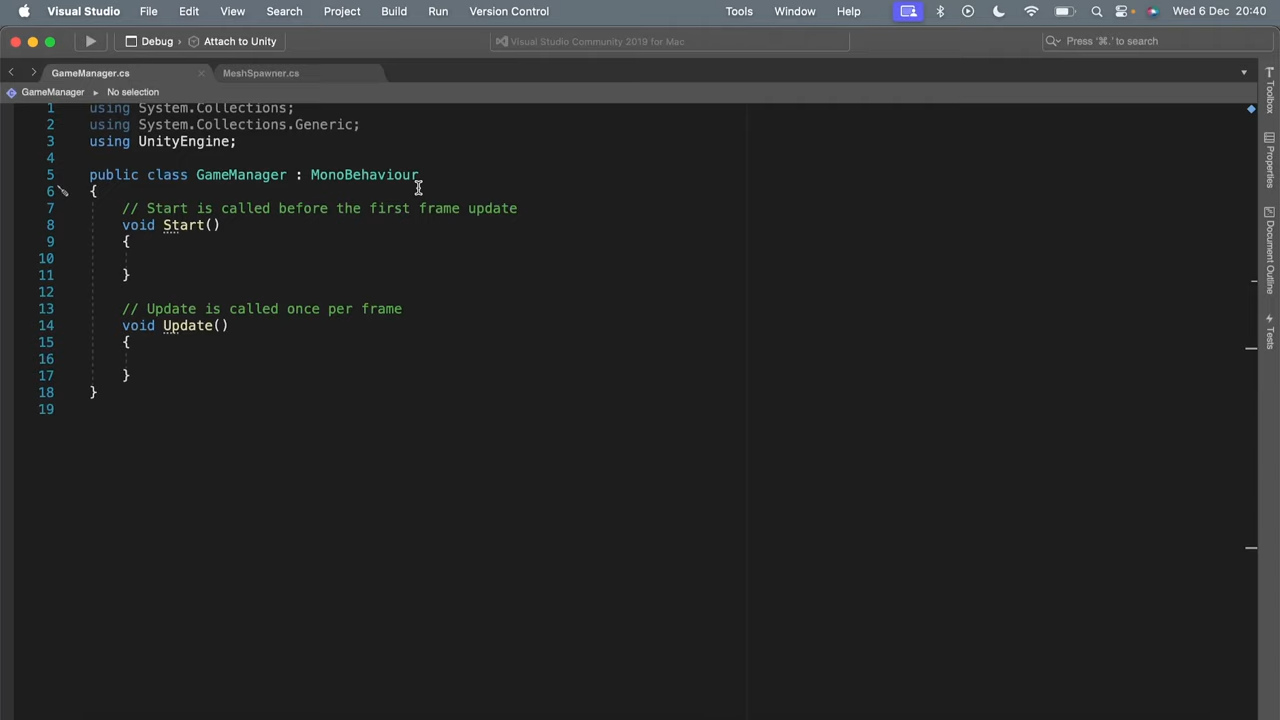 Visual Studio File Edit View Search Project Build Run Version Control Tools Window Help Wed 6 Dec 20:40
Debug › Attach to Unity Visual Studio Community 2019 for Mac Press '⌘.' to search
GameManager.cs MeshSpawner.cs
GameManager No selection
1 using System.Collections;
2 using System.Collections.Generic;
3 using UnityEngine;
4
5 public class GameManager : MonoBehaviour
6 {
7 // Start is called before the first frame update
8 void Start()
9 {
10
11 }
12
13 // Update is called once per frame
14 void Update()
15 {
16
17 }
18 }
19
Toolbox
Properties
Document Outline
Tests